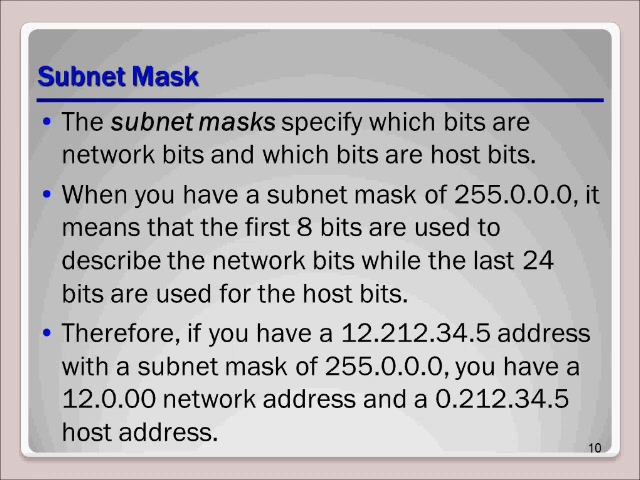 Subnet Mask
• The subnet masks specify which bits are
network bits and which bits are host bits.
• When you have a subnet mask of 255.0.0.0, it
means that the first 8 bits are used to
describe the network bits while the last 24
bits are used for the host bits.
• Therefore, if you have a 12.212.34.5 address
with a subnet mask of 255.0.0.0, you have a
12.0.00 network address and a 0.212.34.5
host address.
10